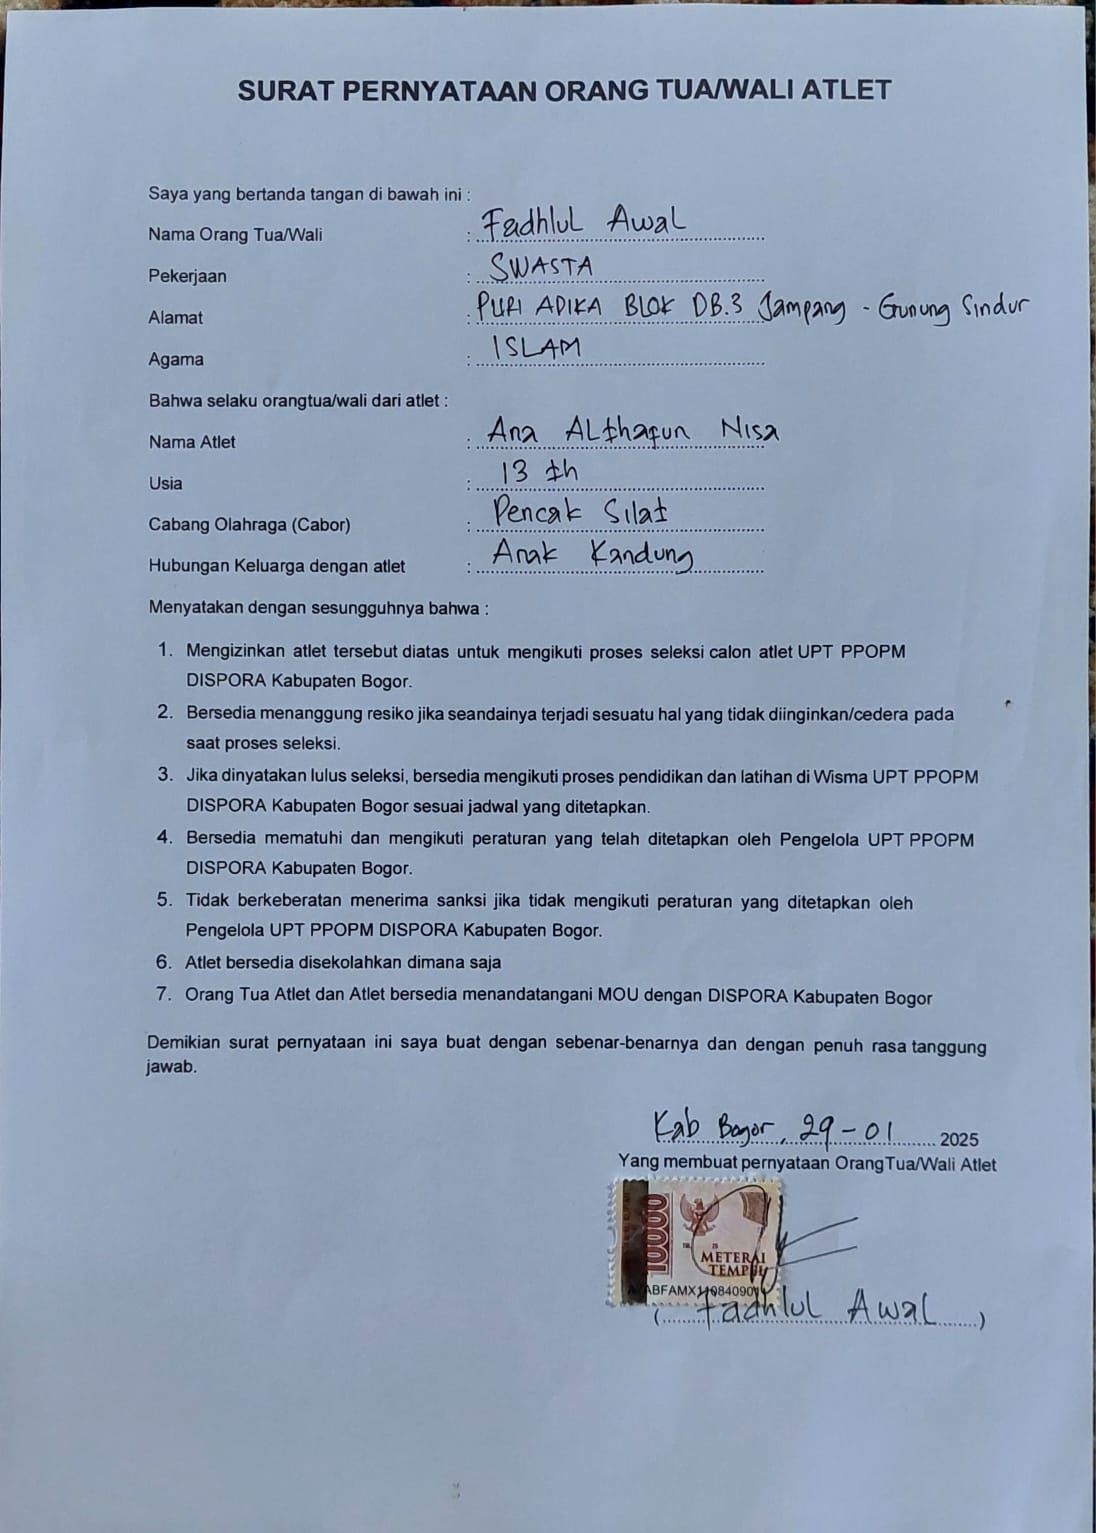 SURAT PERNYATAAN ORANG TUA/WALI ATLET
Saya yang bertanda tangan di bawah ini :
Nama Orang Tua/Wali : Fadhlul Awal
Pekerjaan : SWASTA
Alamat : PURI ADIKA BLOK DB.3 Jampang - Gunung Sindur
Agama : ISLAM
Bahwa selaku orangtua/wali dari atlet :
Nama Atlet : Ana Althafun Nisa
Usia : 13 th
Cabang Olahraga (Cabor) : Pencak Silat
Hubungan Keluarga dengan atlet : Anak Kandung
Menyatakan dengan sesungguhnya bahwa :
1. Mengizinkan atlet tersebut diatas untuk mengikuti proses seleksi calon atlet UPT PPOPM
DISPORA Kabupaten Bogor.
2. Bersedia menanggung resiko jika seandainya terjadi sesuatu hal yang tidak diinginkan/cedera pada
saat proses seleksi.
3. Jika dinyatakan lulus seleksi, bersedia mengikuti proses pendidikan dan latihan di Wisma UPT PPOPM
DISPORA Kabupaten Bogor sesuai jadwal yang ditetapkan.
4. Bersedia mematuhi dan mengikuti peraturan yang telah ditetapkan oleh Pengelola UPT PPOPM
DISPORA Kabupaten Bogor.
5. Tidak berkeberatan menerima sanksi jika tidak mengikuti peraturan yang ditetapkan oleh
Pengelola UPT PPOPM DISPORA Kabupaten Bogor.
6. Atlet bersedia disekolahkan dimana saja
7. Orang Tua Atlet dan Atlet bersedia menandatangani MOU dengan DISPORA Kabupaten Bogor
Demikian surat pernyataan ini saya buat dengan sebenar-benarnya dan dengan penuh rasa tanggung
jawab.
Kab Bogor, 29-01 2025
Yang membuat pernyataan OrangTua/Wali Atlet
10000
METERAI
TEMPEL
( Fadhlul Awal )